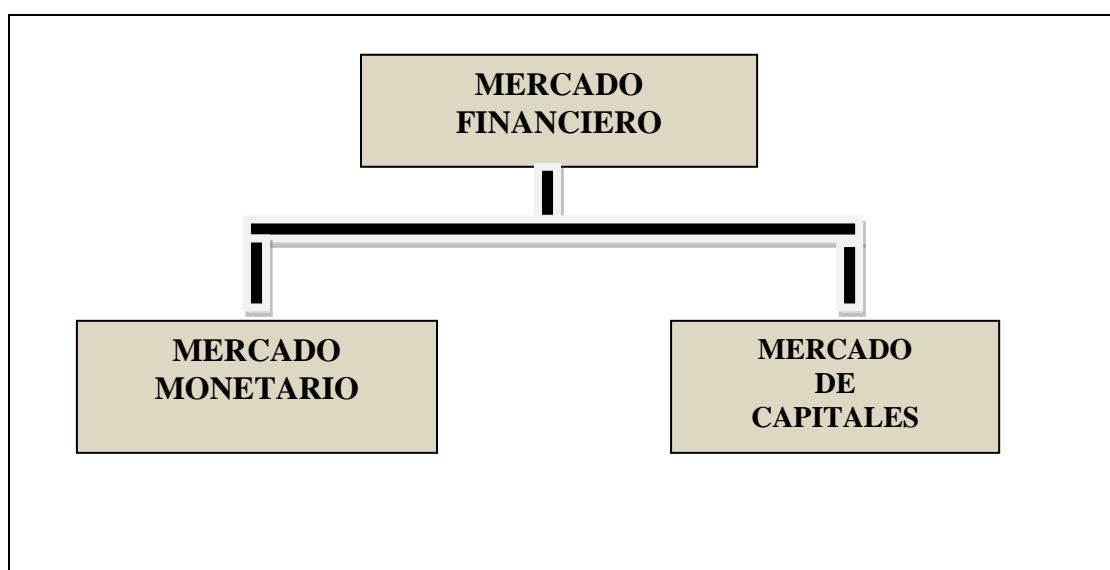 MERCADO
FINANCIERO
MERCADO
MONETARIO
MERCADO
DE
CAPITALES